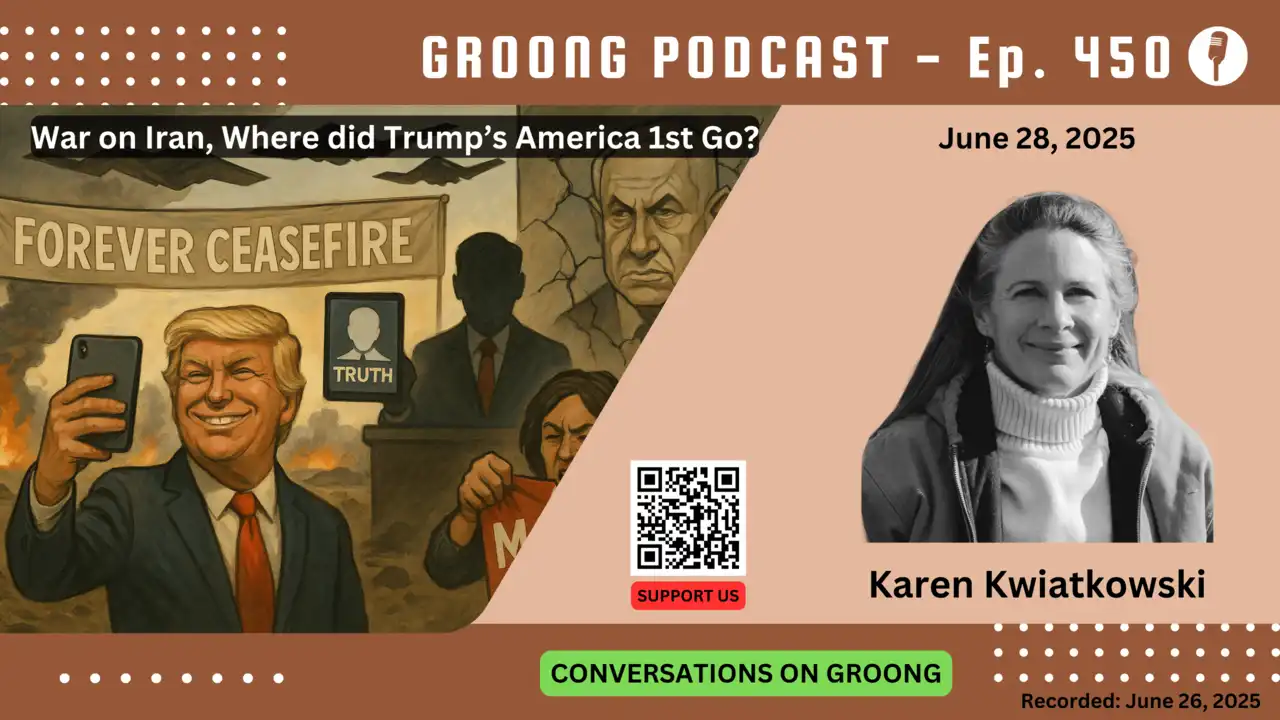 GROONG PODCAST - Ep. 450
War on Iran, Where did Trump's America 1st Go?
June 28, 2025
FOREVER CEASEFIRE
TRUTH
M
SUPPORT US
Karen Kwiatkowski
CONVERSATIONS ON GROONG
Recorded: June 26, 2025